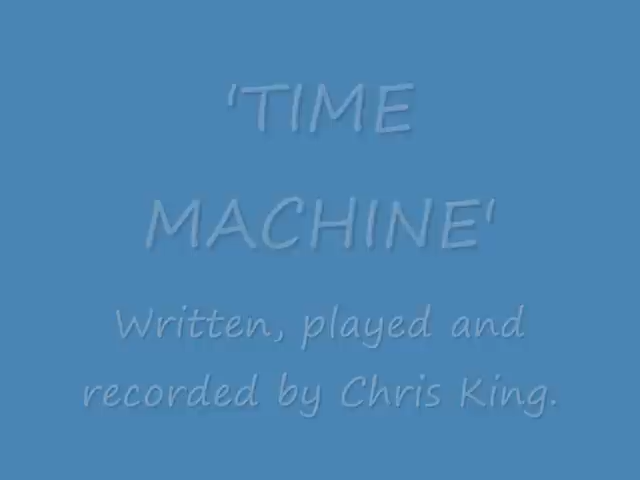 'TIME
MACHINE'
Written, played and
recorded by Chris King.